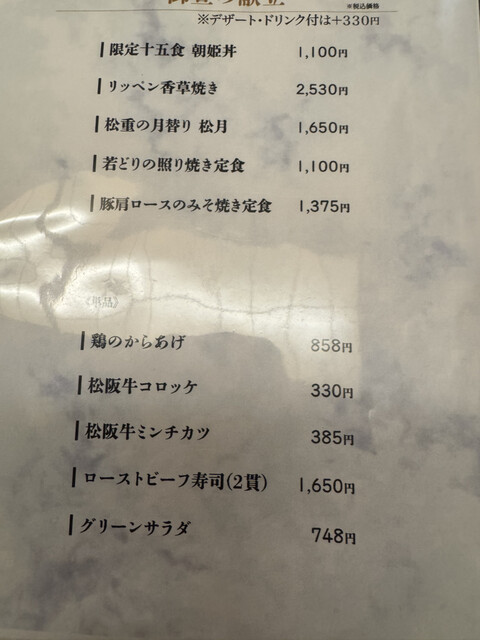 ※税込価格
※デザート・ドリンク付は+330円
限定十五食 朝姫丼 1,100円
リッペン香草焼き 2,530円
松重の月替り 松月 1,650円
若どりの照り焼き定食 1,100円
豚肩ロースのみそ焼き定食 1,375円
《単品》
鶏のからあげ 858円
松阪牛コロッケ 330円
松阪牛ミンチカツ 385円
ローストビーフ寿司(2貫) 1,650円
グリーンサラダ 748円